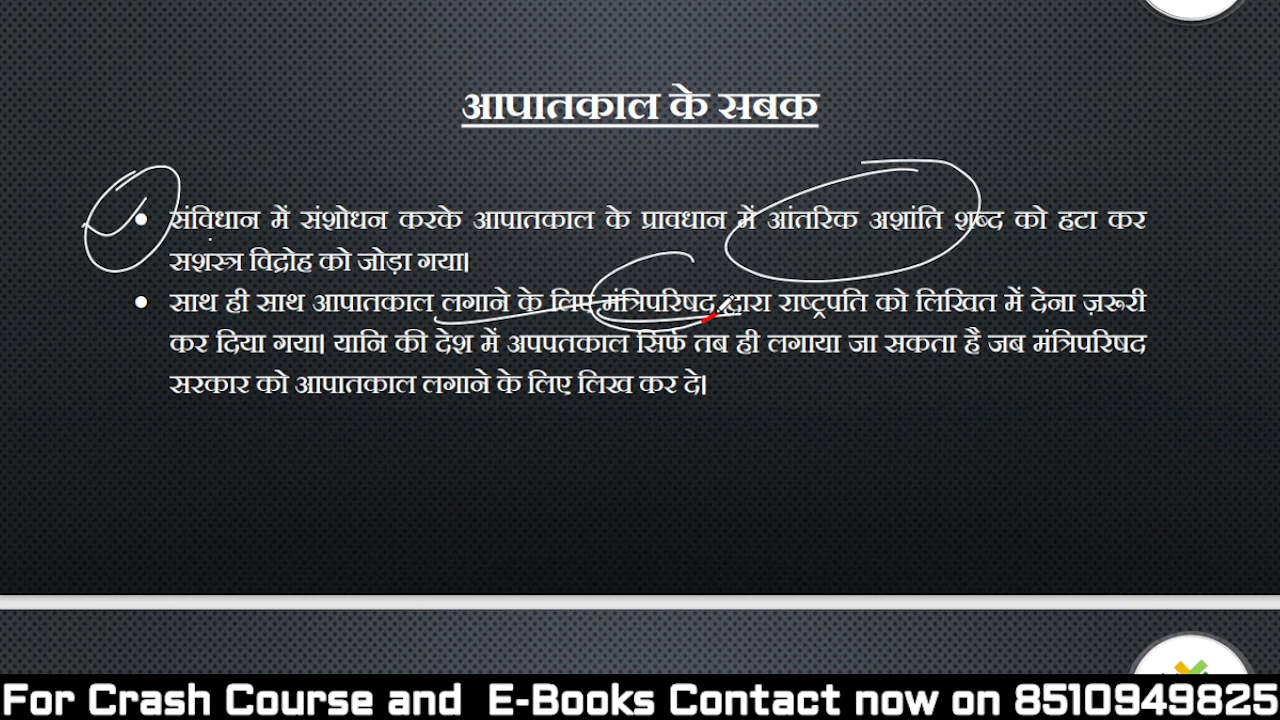 आपातकाल के सबक
• संविधान में संशोधन करके आपातकाल के प्रावधान में आंतरिक अशांति शब्द को हटा कर
सशस्त्र विद्रोह को जोड़ा गया।
• साथ ही साथ आपातकाल लगाने के लिए मंत्रिपरिषद द्वारा राष्ट्रपति को लिखित में देना ज़रूरी
कर दिया गया। यानि की देश में अपपतकाल सिर्फ तब ही लगाया जा सकता है जब मंत्रिपरिषद
सरकार को आपातकाल लगाने के लिए लिख कर दे।
For Crash Course and E-Books Contact now on 8510949825